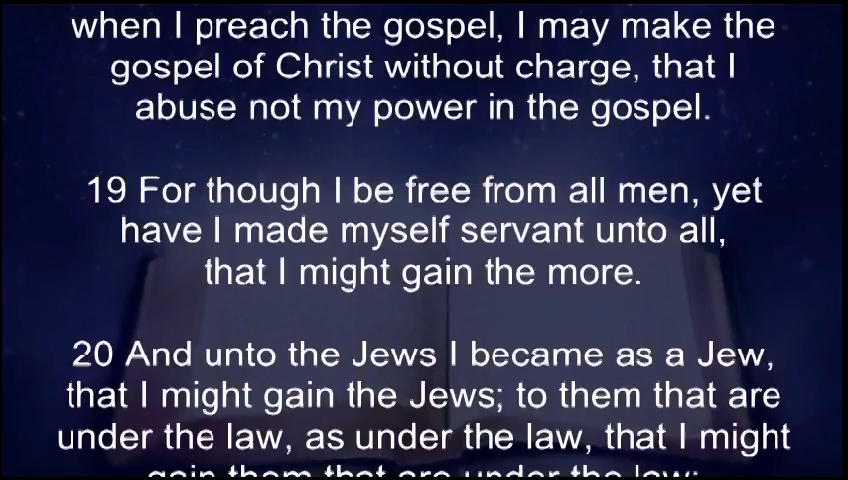 when I preach the gospel, I may make the
gospel of Christ without charge, that I
abuse not my power in the gospel.
19 For though I be free from all men, yet
have I made myself servant unto all,
that I might gain the more.
20 And unto the Jews I became as a Jew,
that I might gain the Jews; to them that are
under the law, as under the law, that I might
gain them that are under the law;